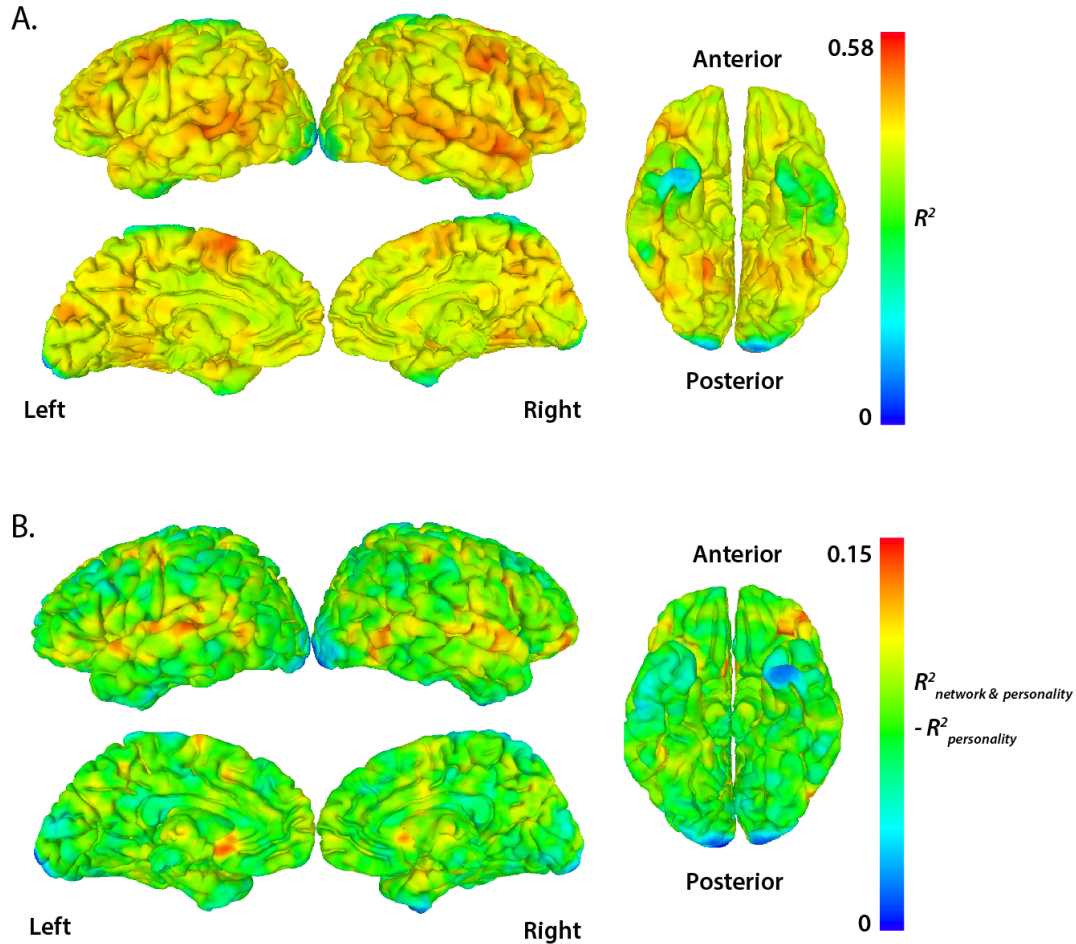 A.
Anterior
0.58
R²
Posterior
0
Left
Right
B.
Anterior
0.15
R²network & personality
- R²personality
Posterior
0
Left
Right